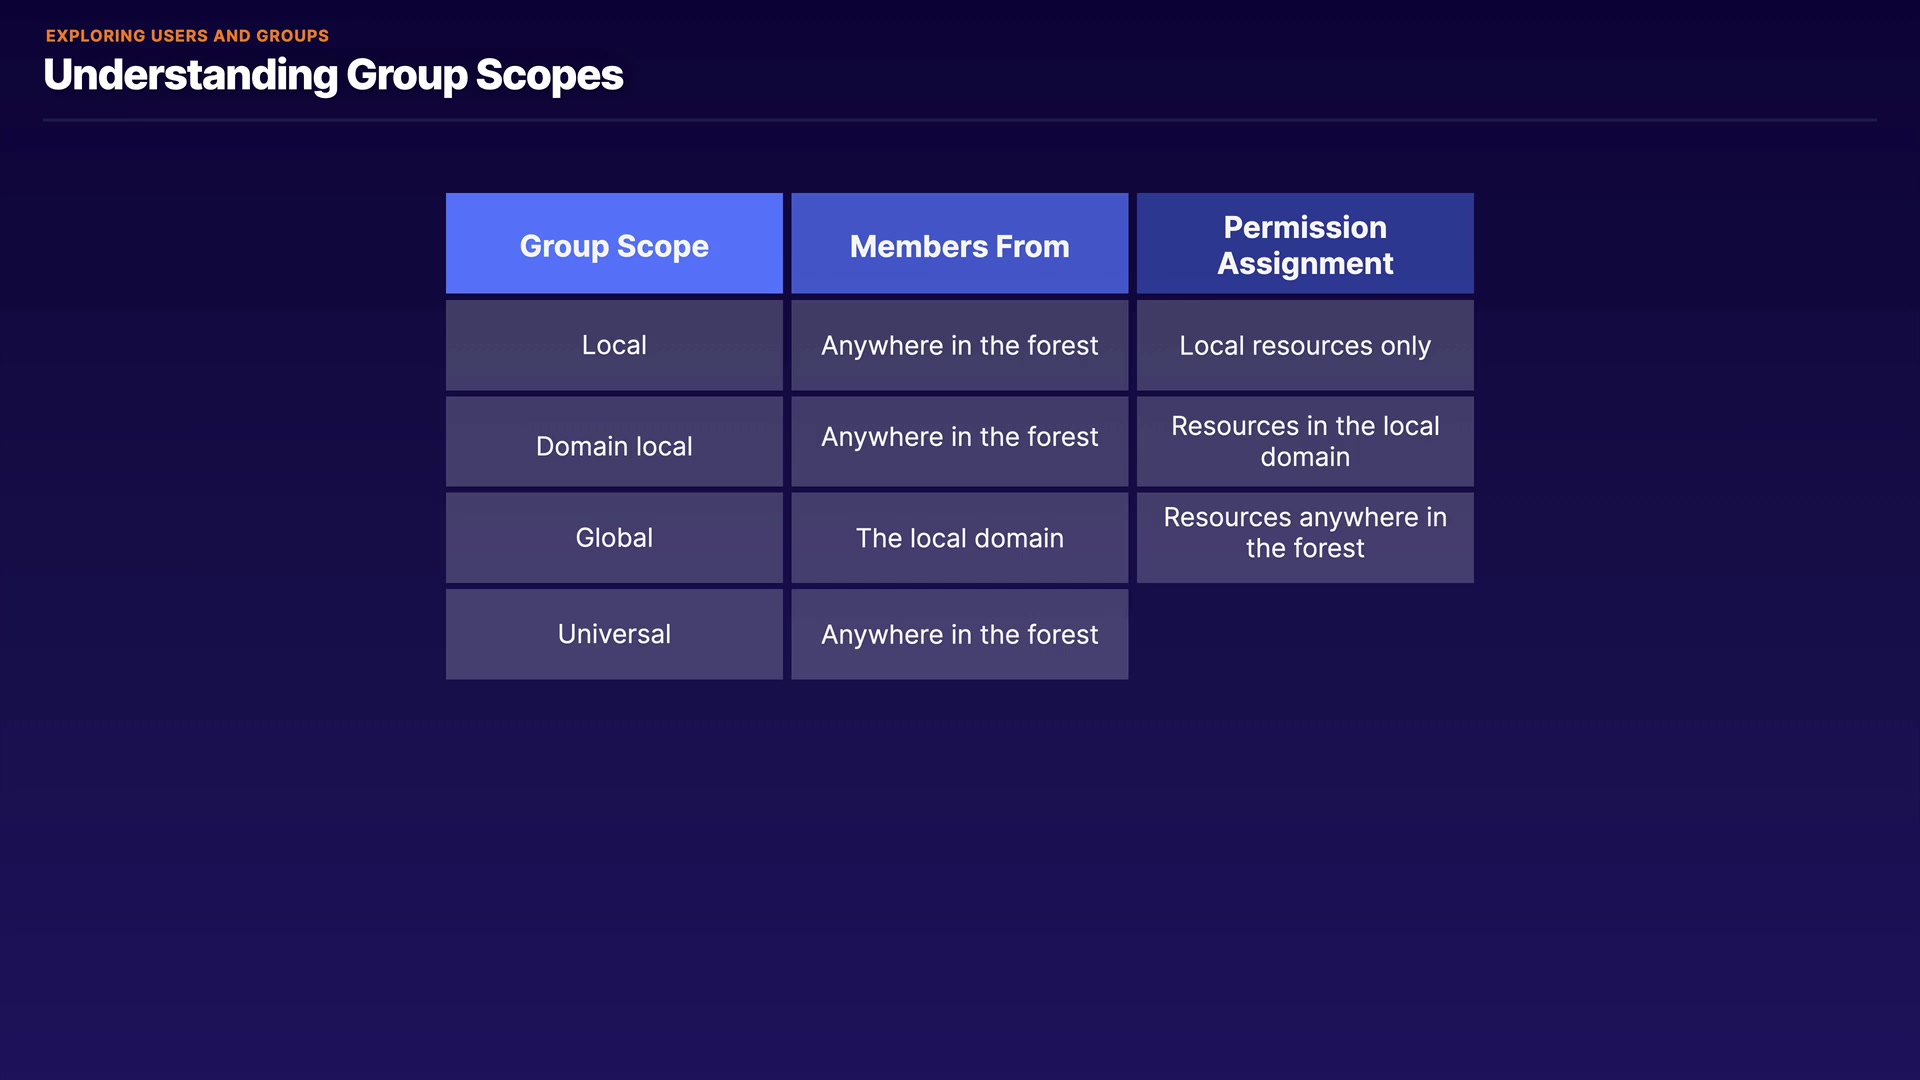 EXPLORING USERS AND GROUPS
Understanding Group Scopes
Group Scope
Members From
Permission
Assignment
Local
Anywhere in the forest
Local resources only
Domain local
Anywhere in the forest
Resources in the local
domain
Global
The local domain
Resources anywhere in
the forest
Universal
Anywhere in the forest